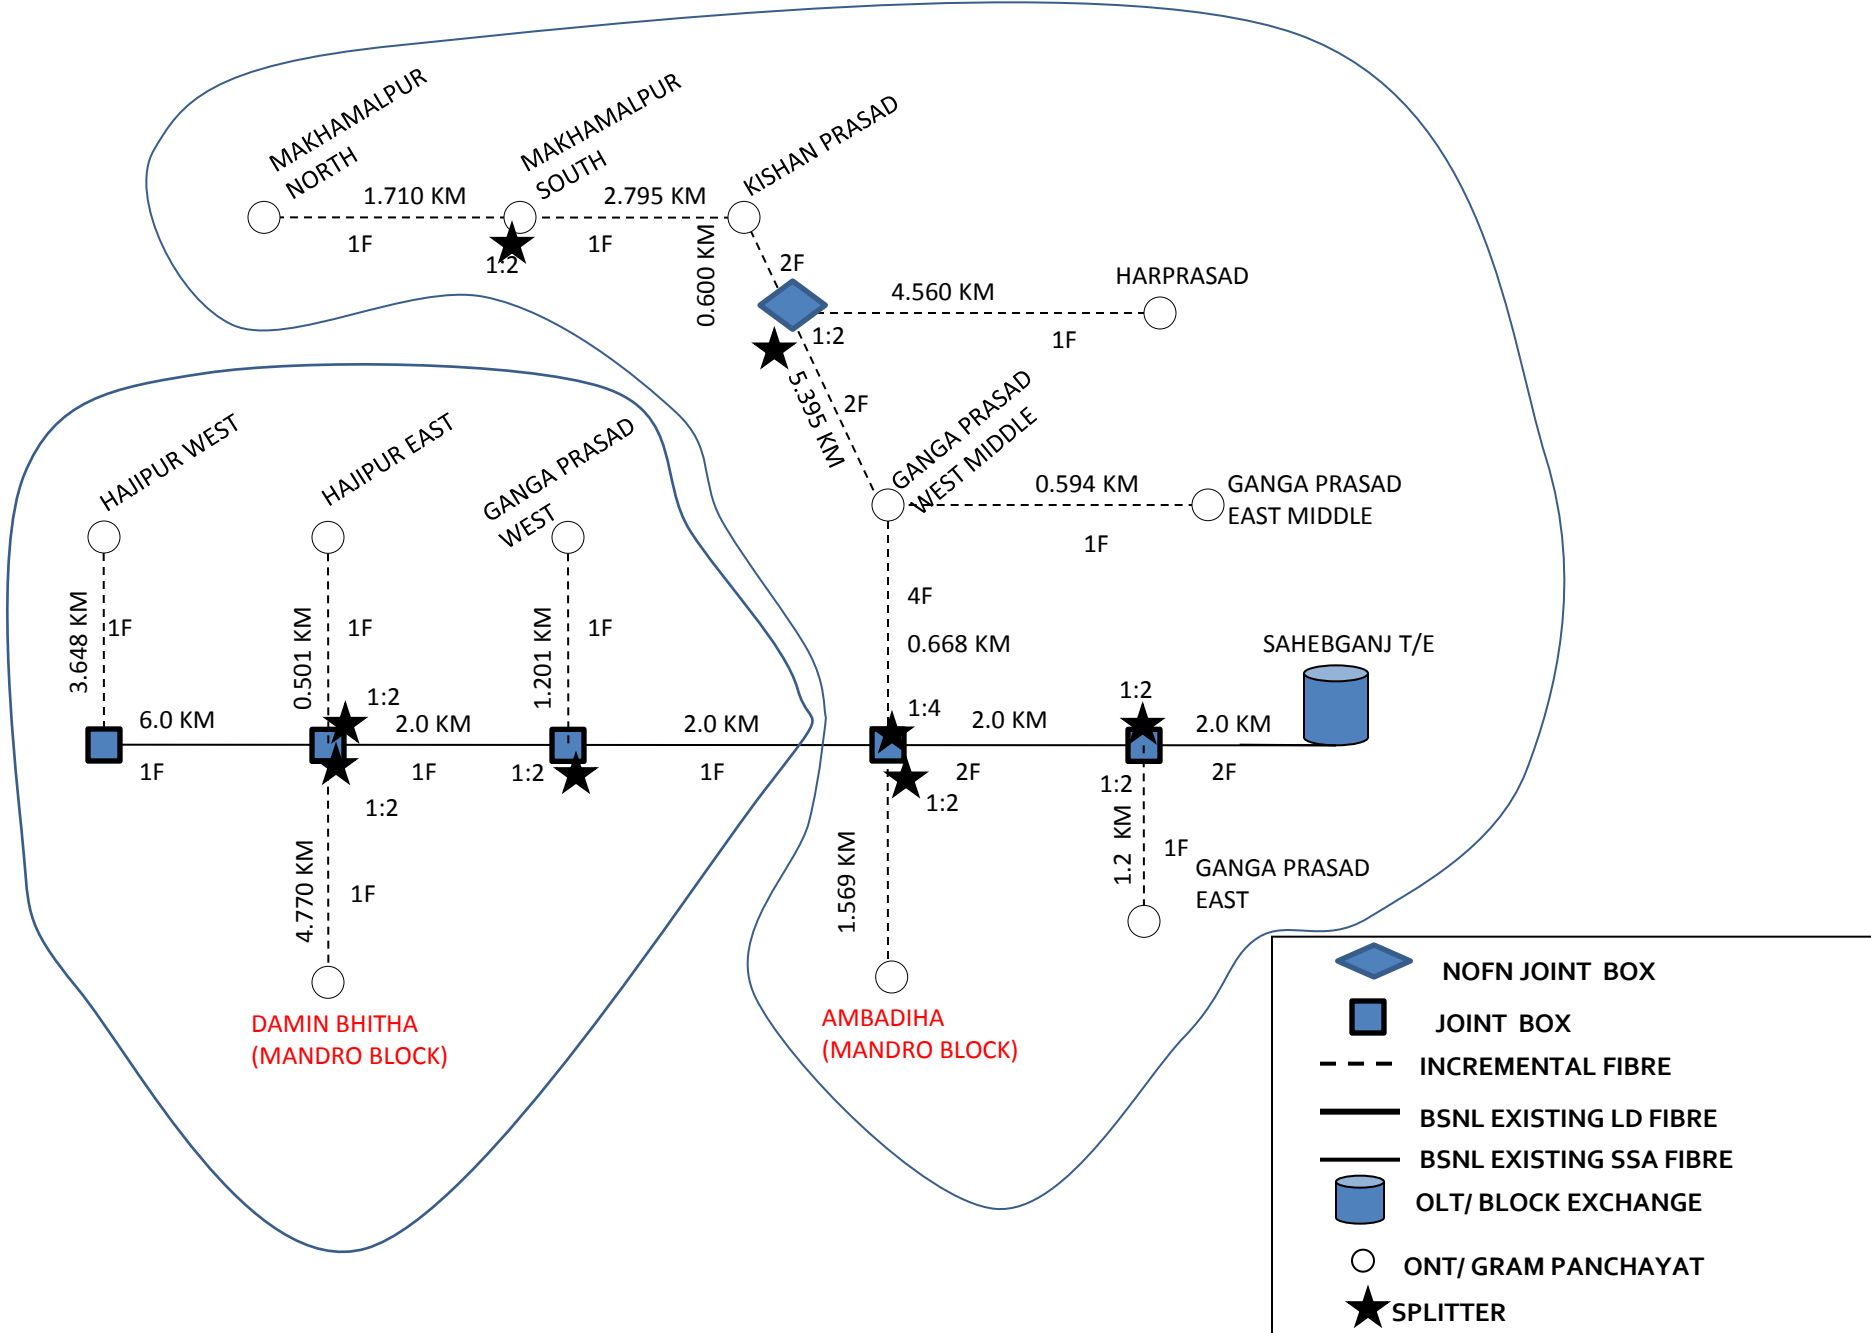 MAKHAMALPUR
NORTH
MAKHAMALPUR
SOUTH
KISHAN PRASAD
1.710 KM
2.795 KM
1F
1F
1:2
0.600 KM
2F
4.560 KM
HARPRASAD
1:2
1F
5.395 KM
2F
GANGA PRASAD
WEST MIDDLE
0.594 KM
GANGA PRASAD
EAST MIDDLE
1F
HAJIPUR WEST
HAJIPUR EAST
GANGA PRASAD
WEST
3.648 KM
1F
0.501 KM
1F
1.201 KM
1F
4F
0.668 KM
SAHEBGANJ T/E
6.0 KM
1:2
2.0 KM
2.0 KM
1:4
2.0 KM
1:2
2.0 KM
1F
1F
1:2
1F
2F
1:2
2F
1:2
1:2
4.770 KM
1F
1.569 KM
1.2 KM
1F
GANGA PRASAD
EAST
DAMIN BHITHA
(MANDRO BLOCK)
AMBADIHA
(MANDRO BLOCK)
NOFN JOINT BOX
JOINT BOX
INCREMENTAL FIBRE
BSNL EXISTING LD FIBRE
BSNL EXISTING SSA FIBRE
OLT/ BLOCK EXCHANGE
ONT/ GRAM PANCHAYAT
SPLITTER